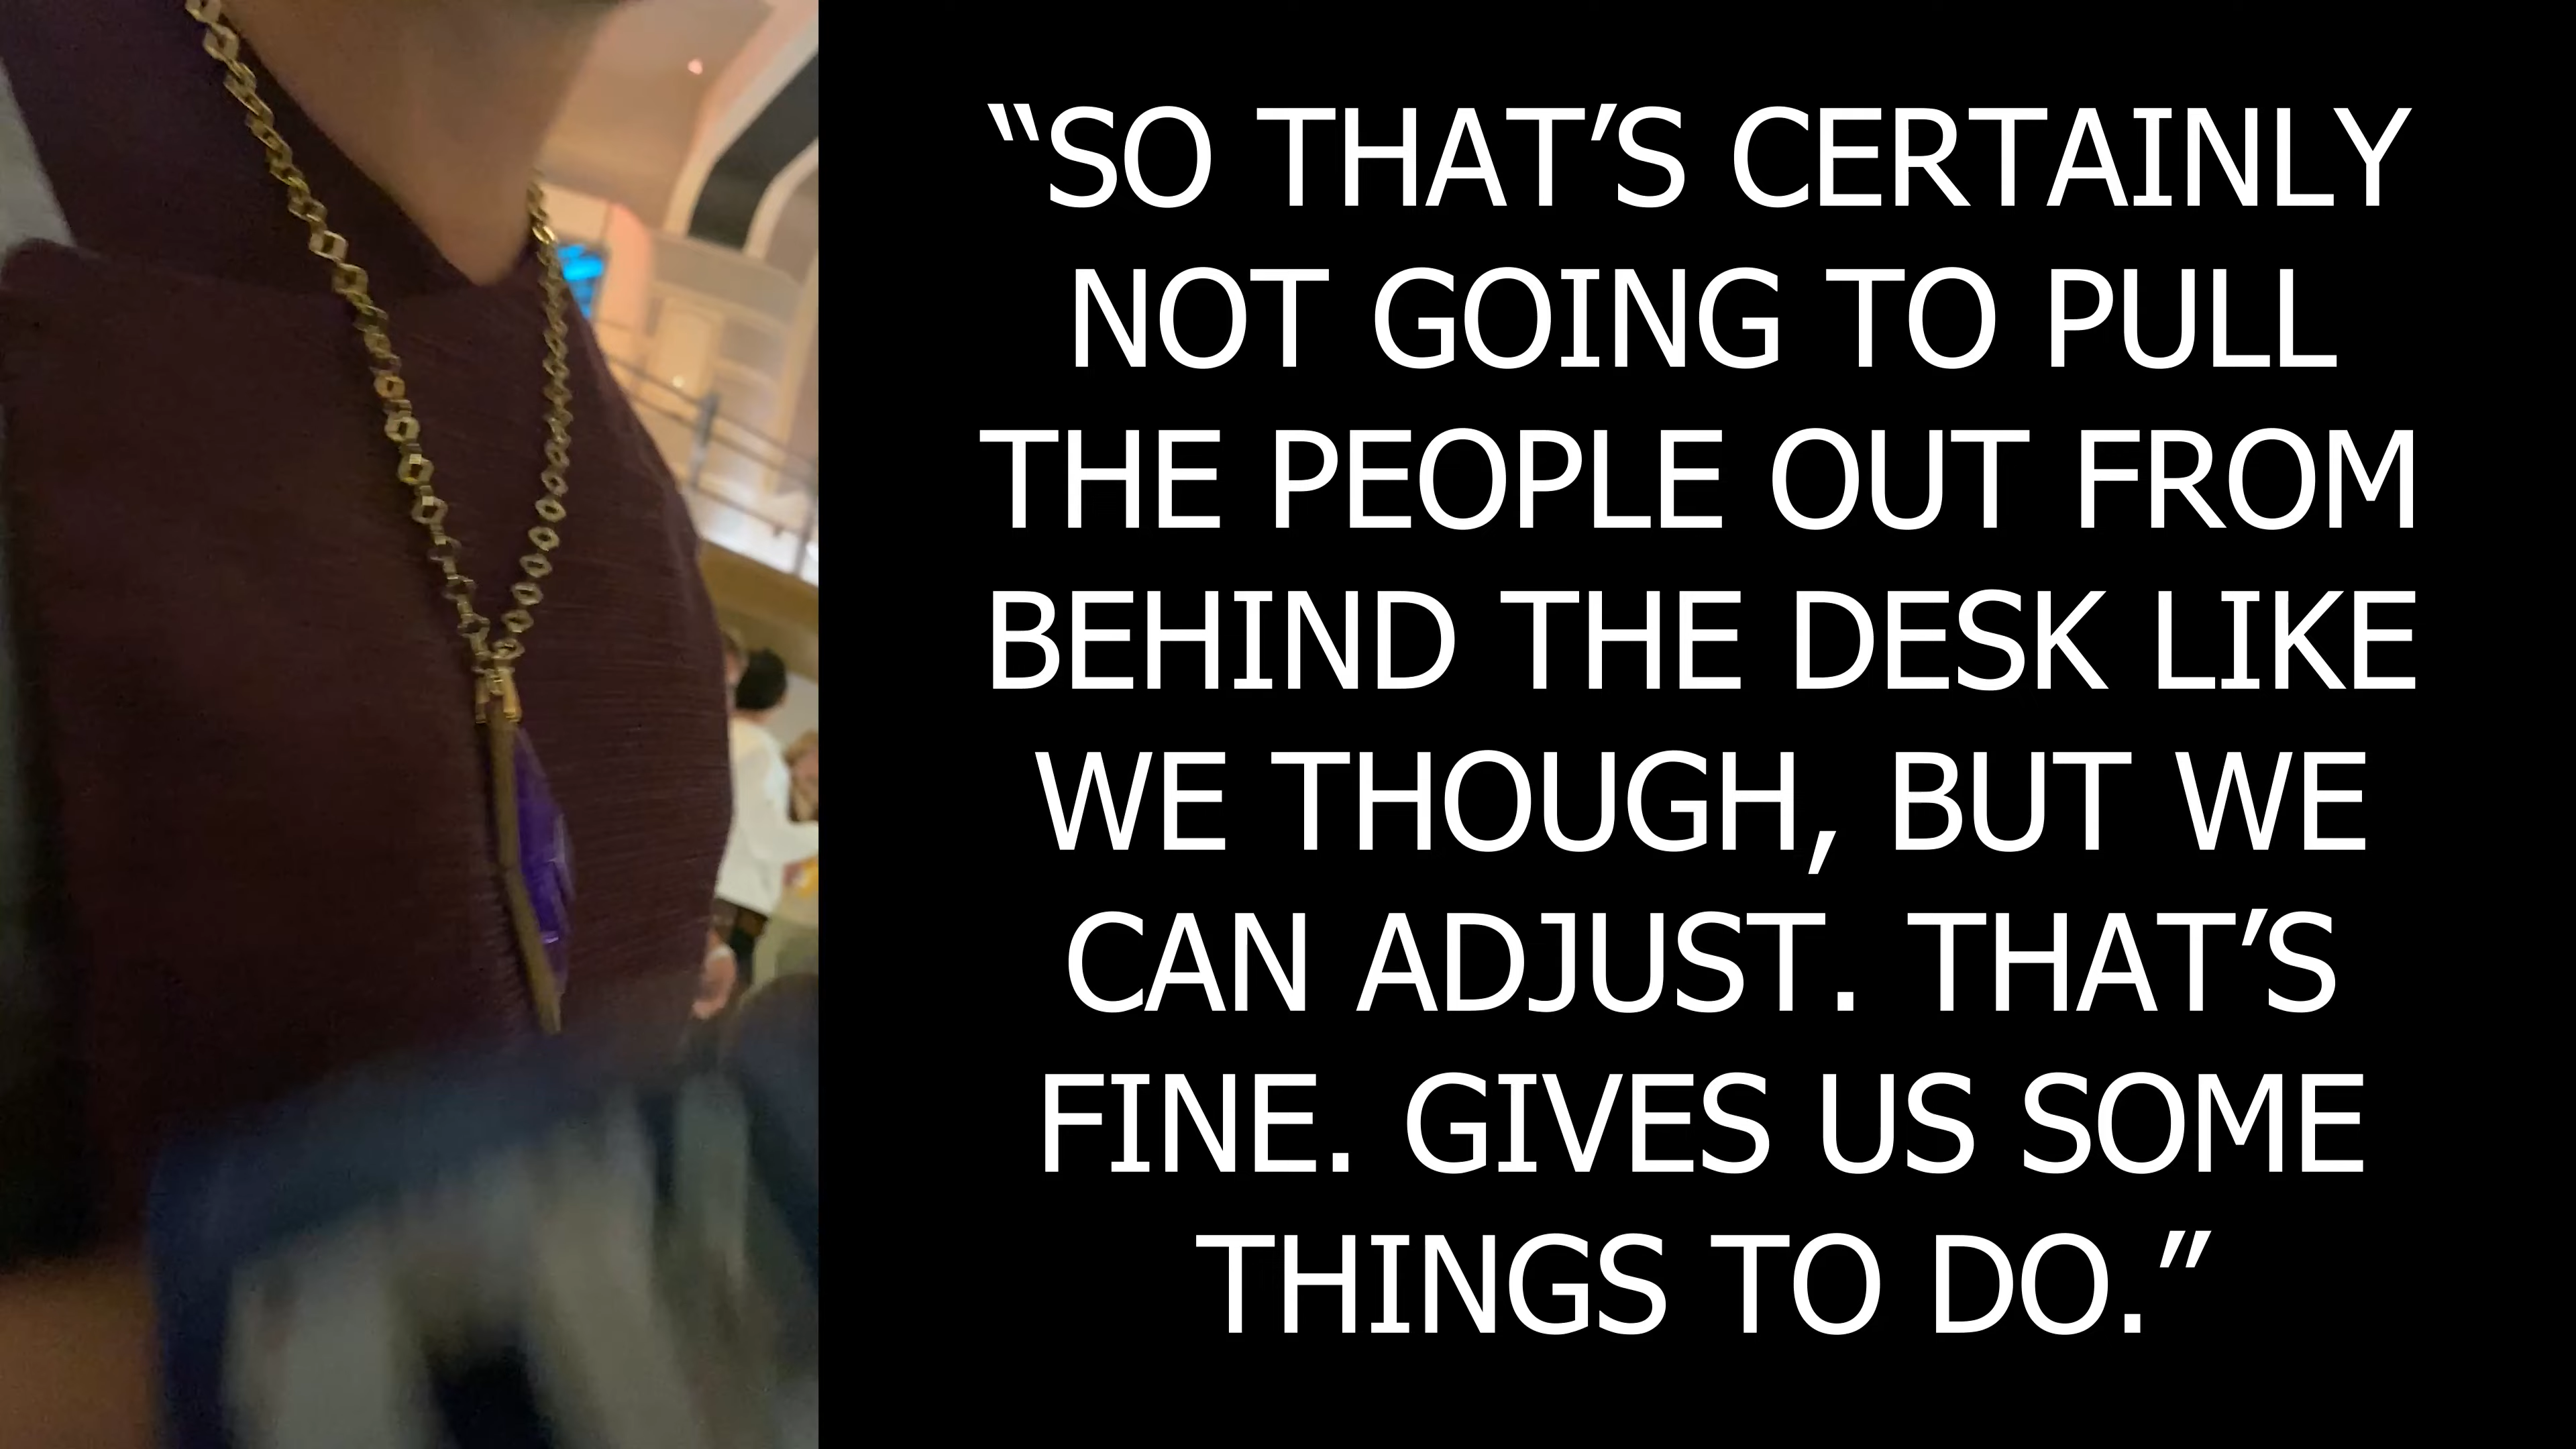 “SO THAT’S CERTAINLY
NOT GOING TO PULL
THE PEOPLE OUT FROM
BEHIND THE DESK LIKE
WE THOUGH, BUT WE
CAN ADJUST. THAT’S
FINE. GIVES US SOME
THINGS TO DO.”